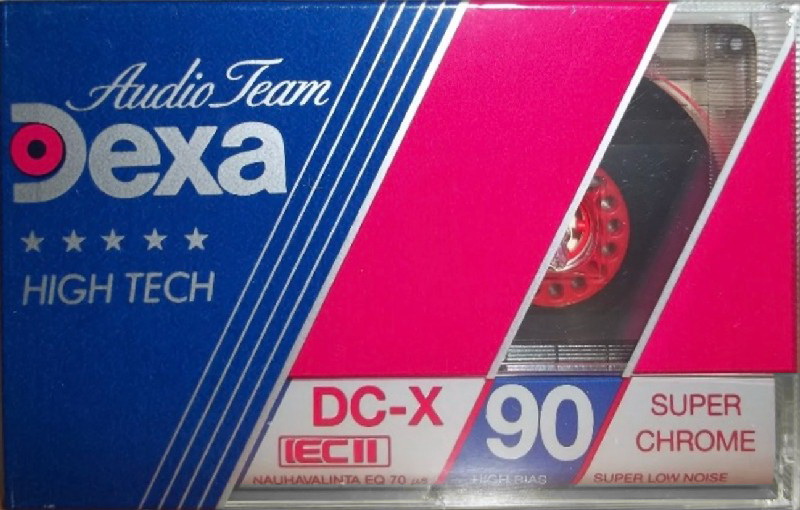 Audio Team
Dexa
HIGH TECH
DC-X
IEC II
NAUHAVALINTA EQ 70 µs
90
HIGH BIAS
SUPER
CHROME
SUPER LOW NOISE